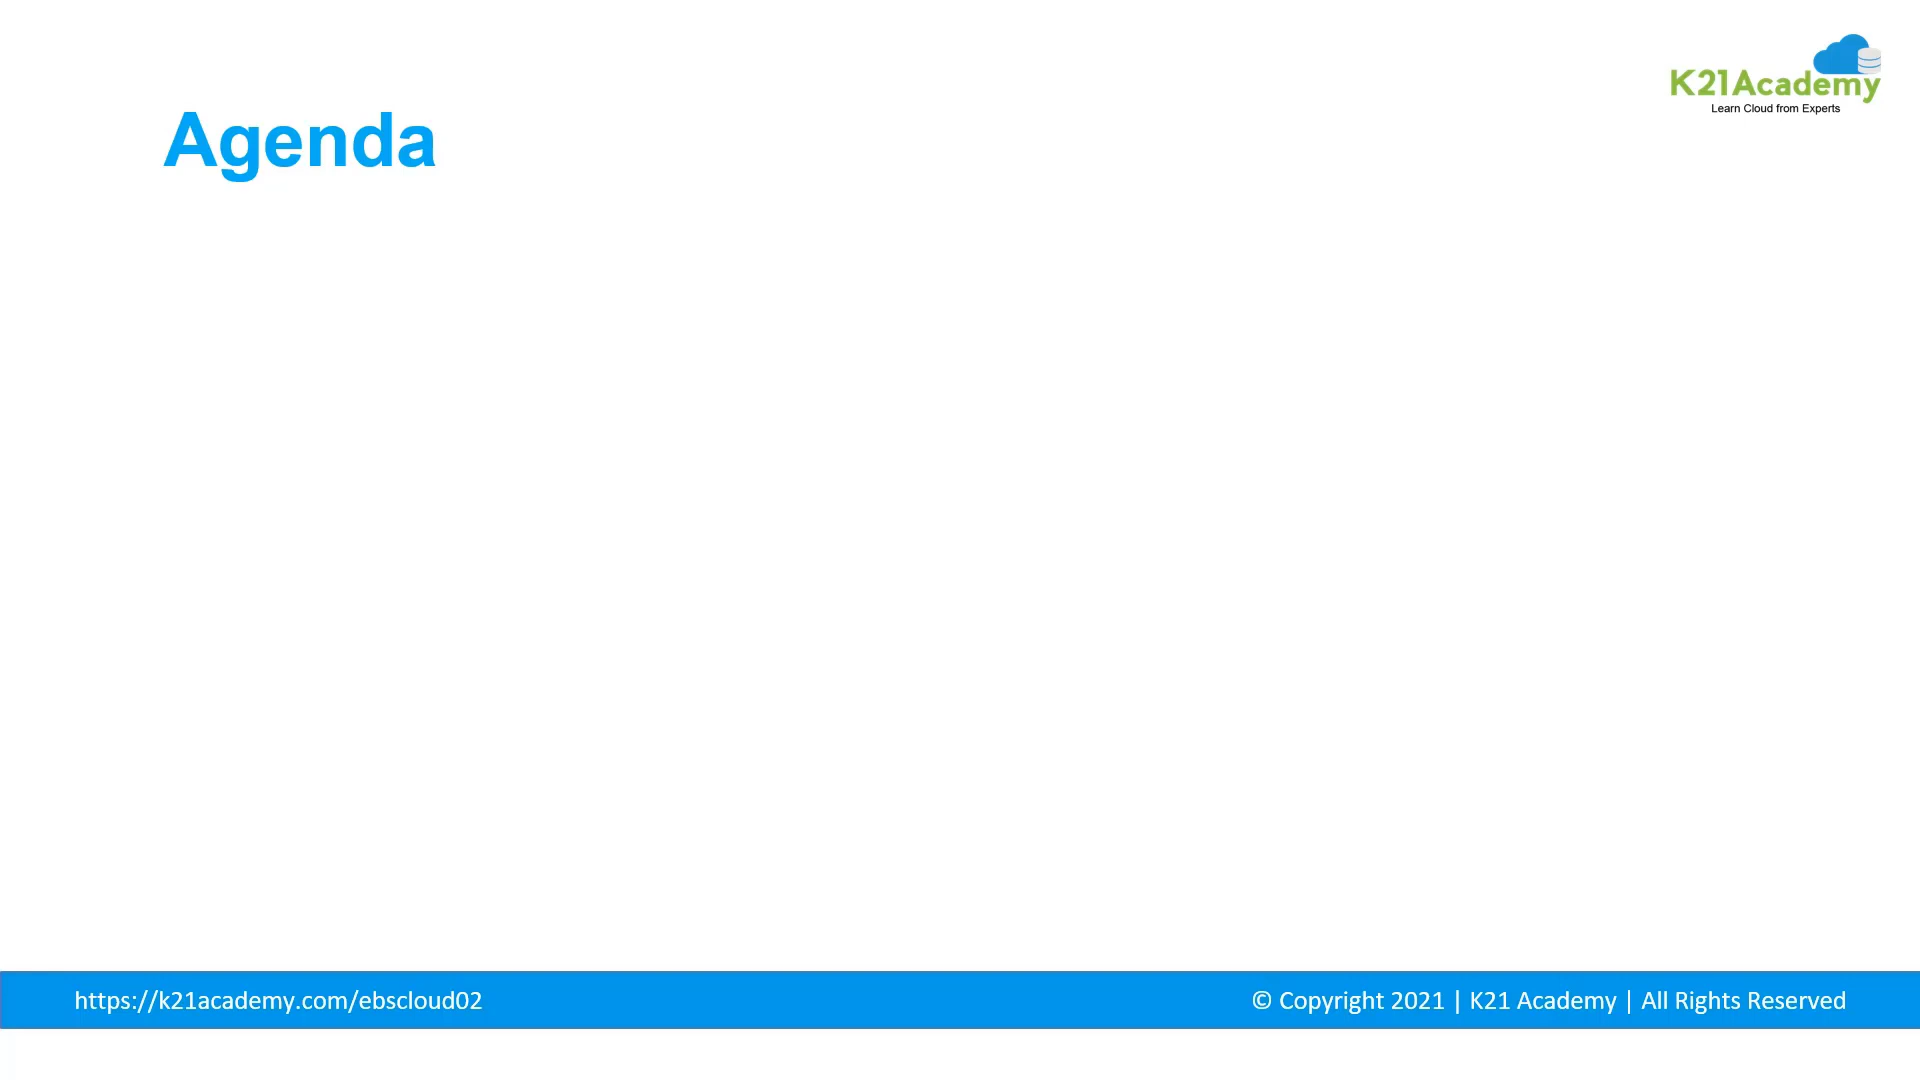 K21Academy
Learn Cloud from Experts
Agenda
https://k21academy.com/ebscloud02
© Copyright 2021 | K21 Academy | All Rights Reserved